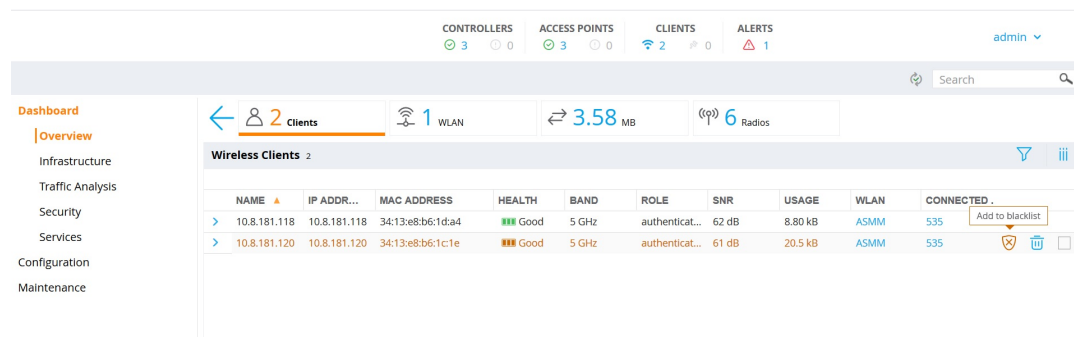 CONTROLLERS ACCESS POINTS CLIENTS ALERTS
3 0 3 0 2 0 1 admin
Search
Dashboard
Overview
Infrastructure
Traffic Analysis
Security
Services
Configuration
Maintenance
2 Clients 1 WLAN 3.58 MB 6 Radios
Wireless Clients 2
NAME IP ADDR... MAC ADDRESS HEALTH BAND ROLE SNR USAGE WLAN CONNECTED .
10.8.181.118 10.8.181.118 34:13:e8:b6:1d:a4 Good 5 GHz authenticat... 62 dB 8.80 kB ASMM 535
Add to blacklist
10.8.181.120 10.8.181.120 34:13:e8:b6:1c:1e Good 5 GHz authenticat... 61 dB 20.5 kB ASMM 535